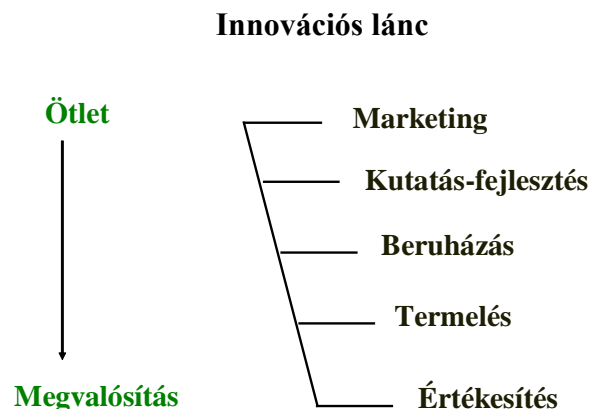 Innovációs lánc
Ötlet
Marketing
Kutatás-fejlesztés
Beruházás
Termelés
Megvalósítás
Értékesítés